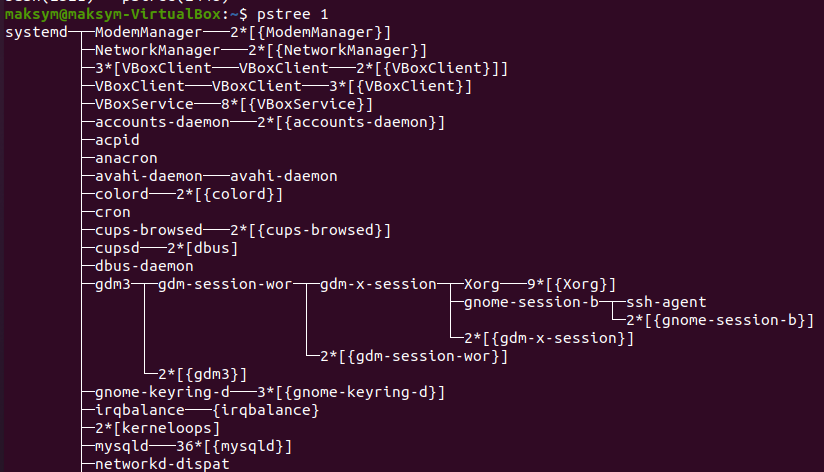 maksym@maksym-VirtualBox:~$ pstree 1
systemd─┬─ModemManager───2*[{ModemManager}]
        ├─NetworkManager───2*[{NetworkManager}]
        ├─3*[VBoxClient───VBoxClient───2*[{VBoxClient}]]
        ├─VBoxClient───VBoxClient───3*[{VBoxClient}]
        ├─VBoxService───8*[{VBoxService}]
        ├─accounts-daemon───2*[{accounts-daemon}]
        ├─acpid
        ├─anacron
        ├─avahi-daemon───avahi-daemon
        ├─colord───2*[{colord}]
        ├─cron
        ├─cups-browsed───2*[{cups-browsed}]
        ├─cupsd───2*[dbus]
        ├─dbus-daemon
        ├─gdm3─┬─gdm-session-wor─┬─gdm-x-session─┬─Xorg───9*[{Xorg}]
        │      │                 │               ├─gnome-session-b─┬─ssh-agent
        │      │                 │               │                 └─2*[{gnome-session-b}]
        │      │                 │               └─2*[{gdm-x-session}]
        │      │                 └─2*[{gdm-session-wor}]
        │      └─2*[{gdm3}]
        ├─gnome-keyring-d───3*[{gnome-keyring-d}]
        ├─irqbalance───{irqbalance}
        ├─2*[kerneloops]
        ├─mysqld───36*[{mysqld}]
        ├─networkd-dispat